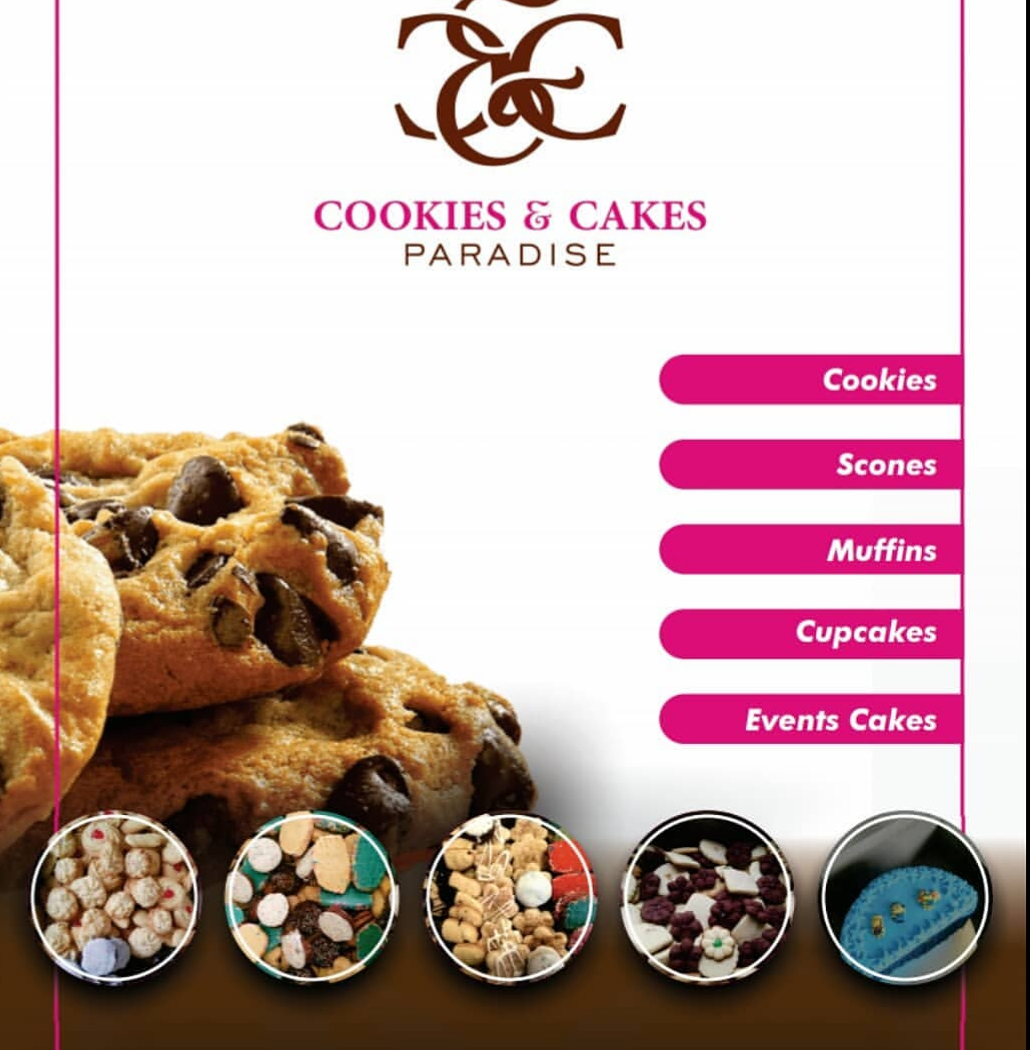 COOKIES & CAKES
PARADISE
Cookies
Scones
Muffins
Cupcakes
Events Cakes